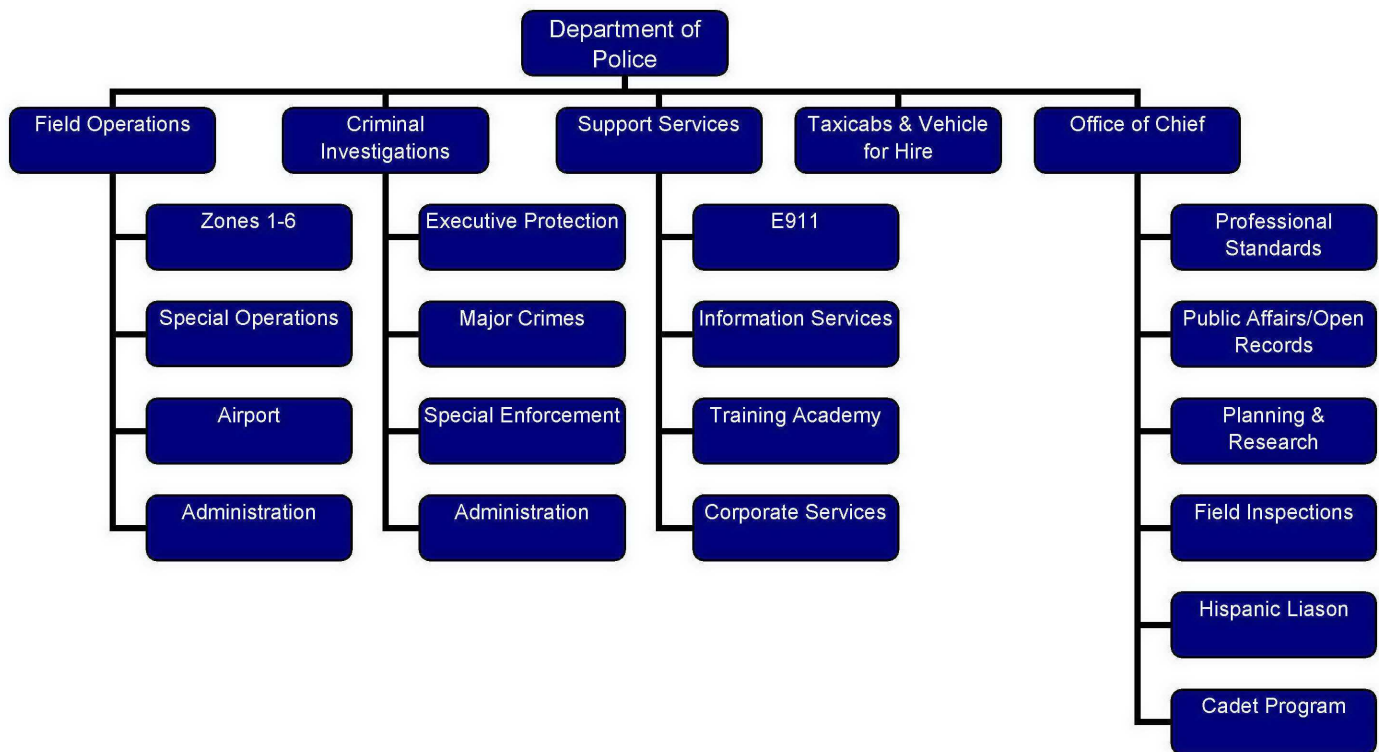 Department of
Police
Field Operations
Criminal
Investigations
Support Services
Taxicabs & Vehicle
for Hire
Office of Chief
Zones 1-6
Executive Protection
E911
Professional
Standards
Special Operations
Major Crimes
Information Services
Public Affairs/Open
Records
Airport
Special Enforcement
Training Academy
Planning &
Research
Administration
Administration
Corporate Services
Field Inspections
Hispanic Liason
Cadet Program